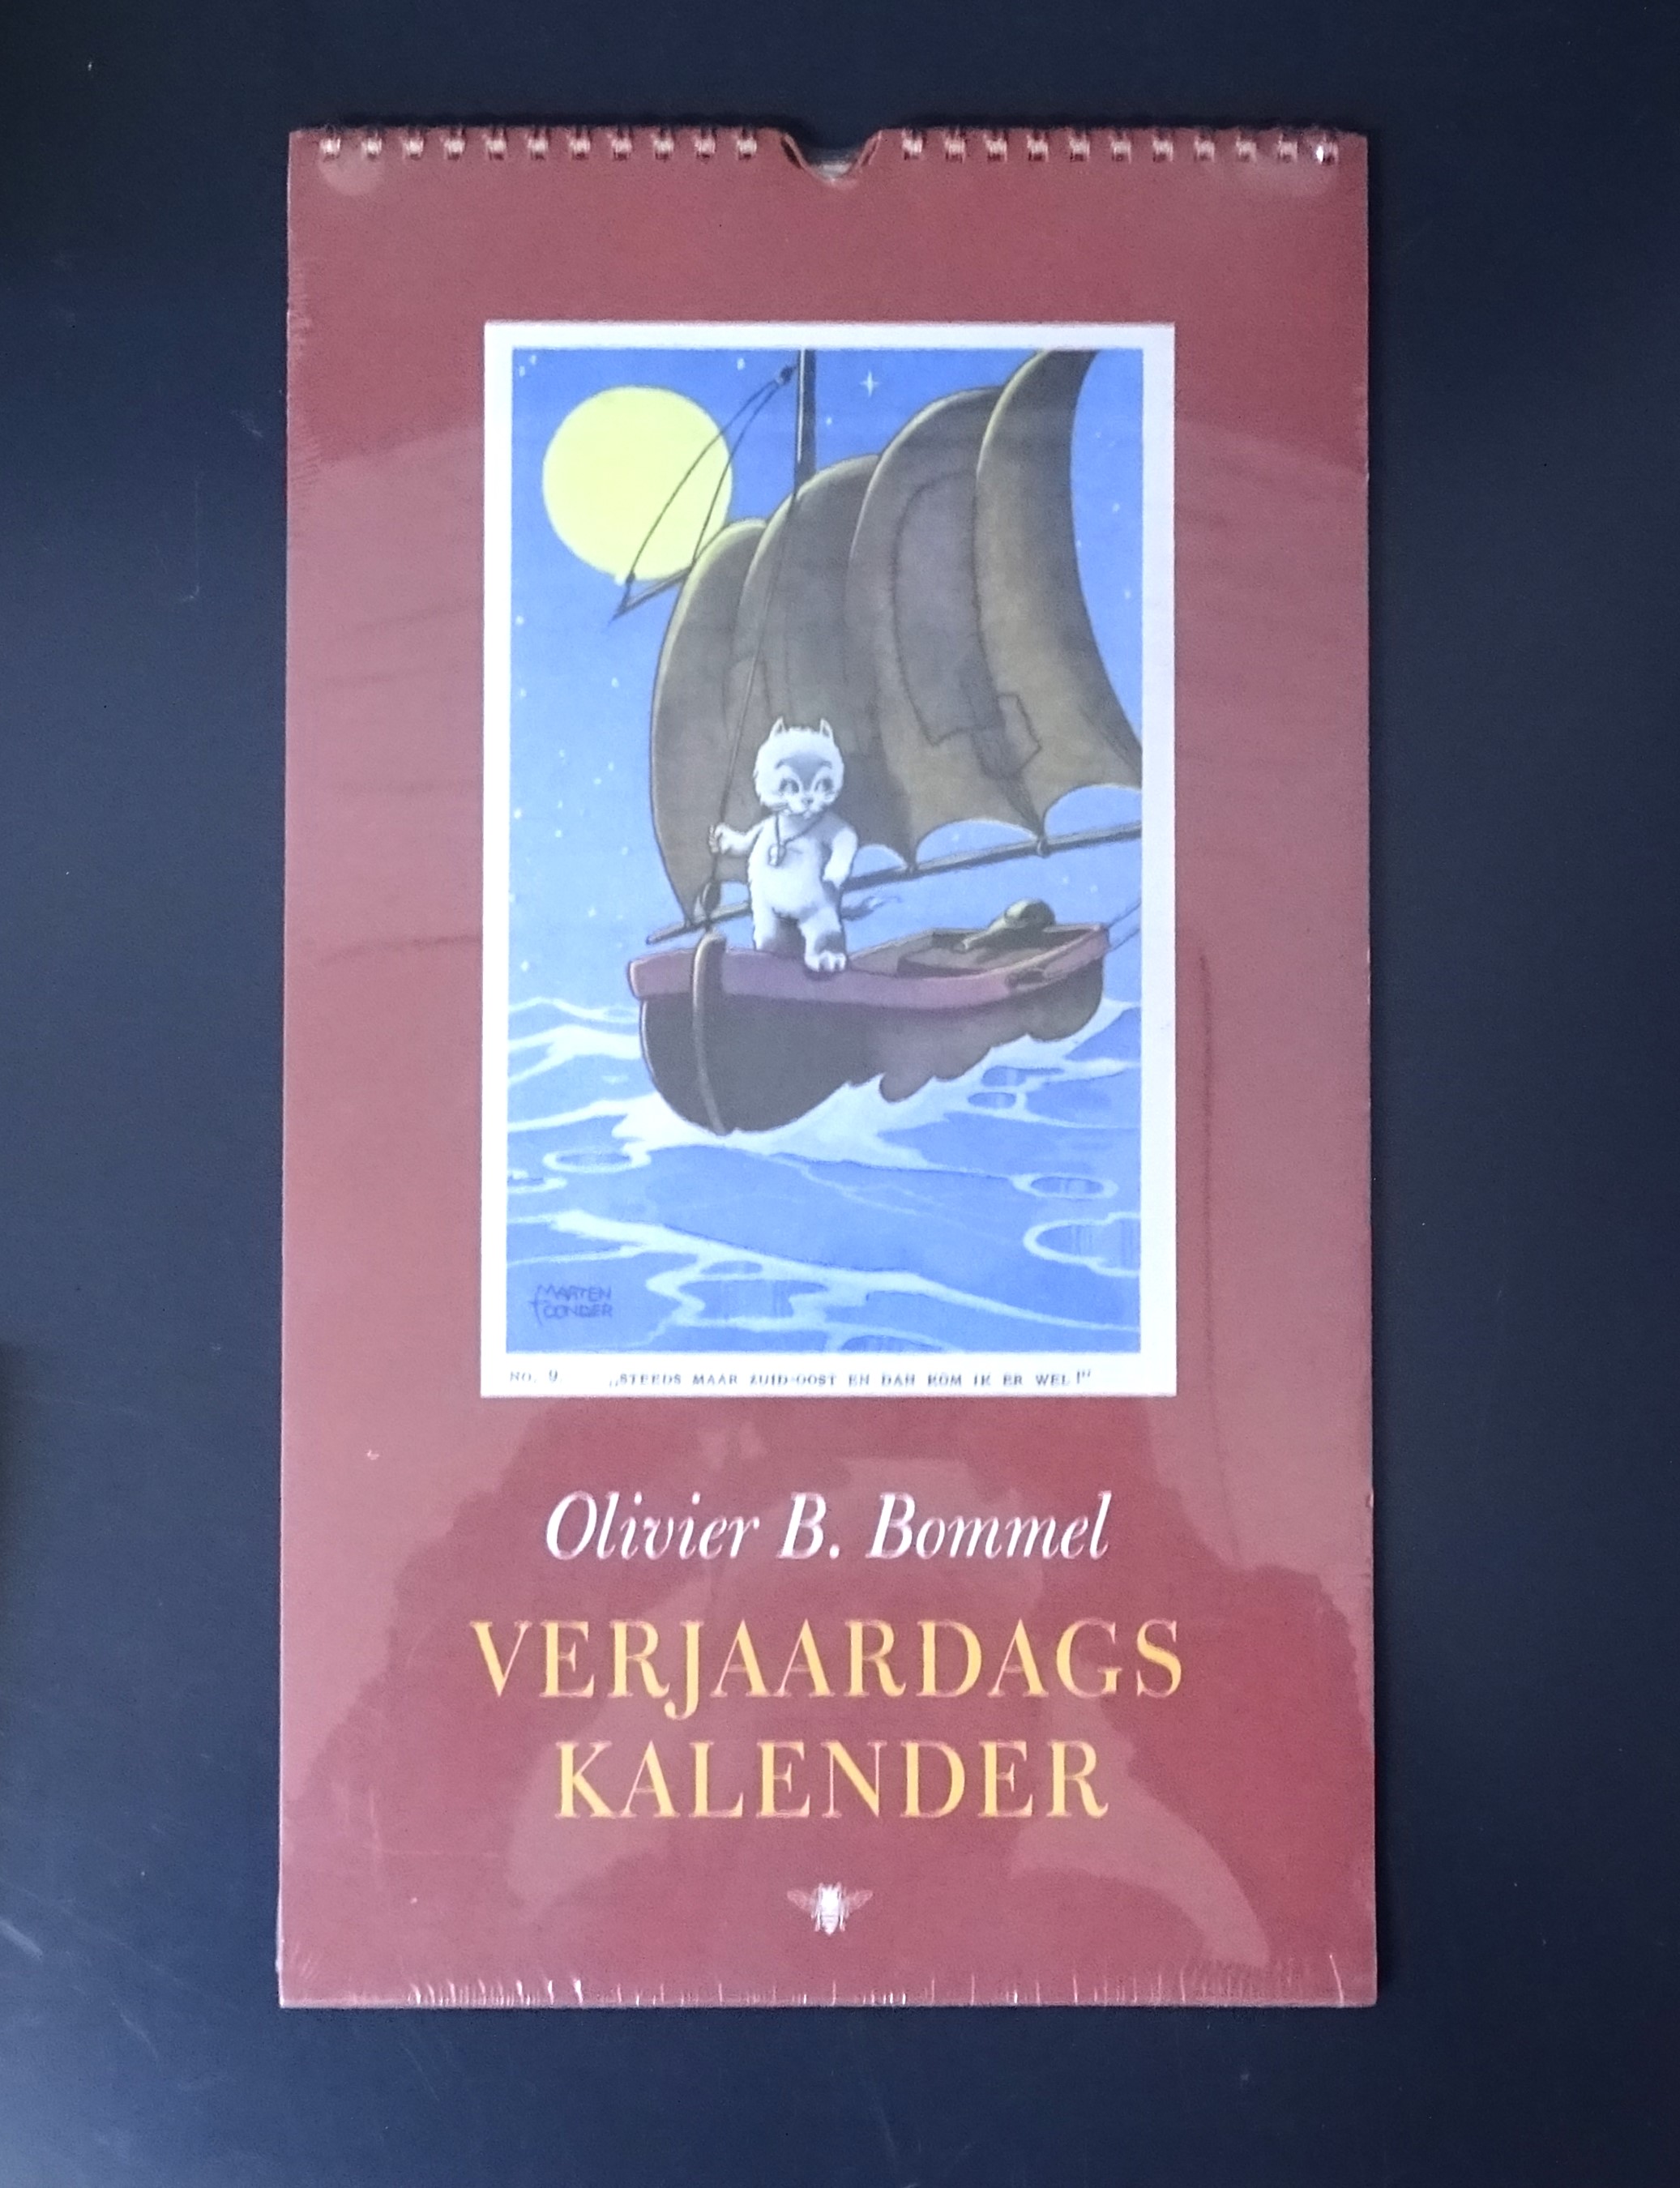 MARTEN
TOONDER
No. 9. „STEEDS MAAR ZUID-OOST EN DAN KOM IK ER WEL!"
Olivier B. Bommel
VERJAARDAGS
KALENDER